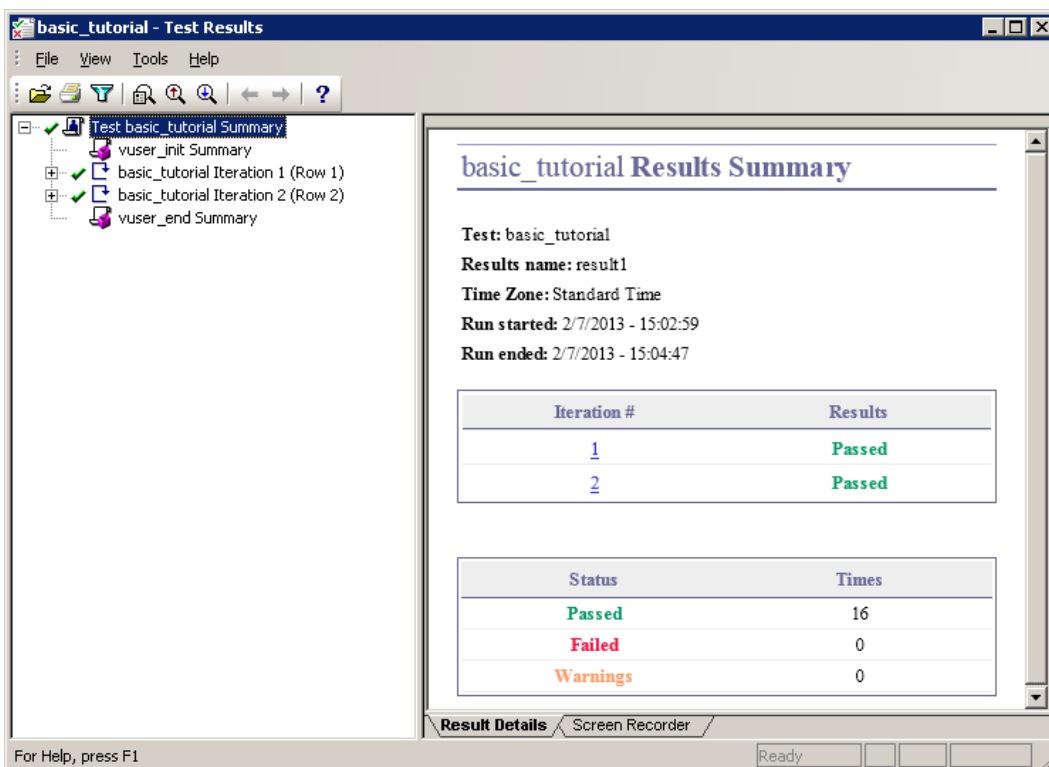 basic_tutorial - Test Results
File View Tools Help
?
Test basic_tutorial Summary
vuser_init Summary
basic_tutorial Iteration 1 (Row 1)
basic_tutorial Iteration 2 (Row 2)
vuser_end Summary
basic_tutorial Results Summary
Test: basic_tutorial
Results name: result1
Time Zone: Standard Time
Run started: 2/7/2013 - 15:02:59
Run ended: 2/7/2013 - 15:04:47
Iteration # Results
1 Passed
2 Passed
Status Times
Passed 16
Failed 0
Warnings 0
Result Details Screen Recorder
For Help, press F1 Ready